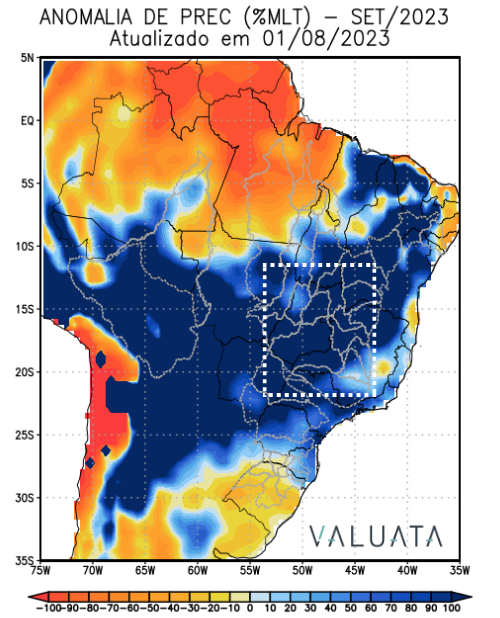 ANOMALIA DE PREC (%MLT) – SET/2023
Atualizado em 01/08/2023
5N
EQ
5S
10S
15S
20S
25S
30S
35S
VALUATA
75W 70W 65W 60W 55W 50W 45W 40W 35W
-100-90-80-70-60-50-40-30-20-10 0 10 20 30 40 60 70 80 90 100